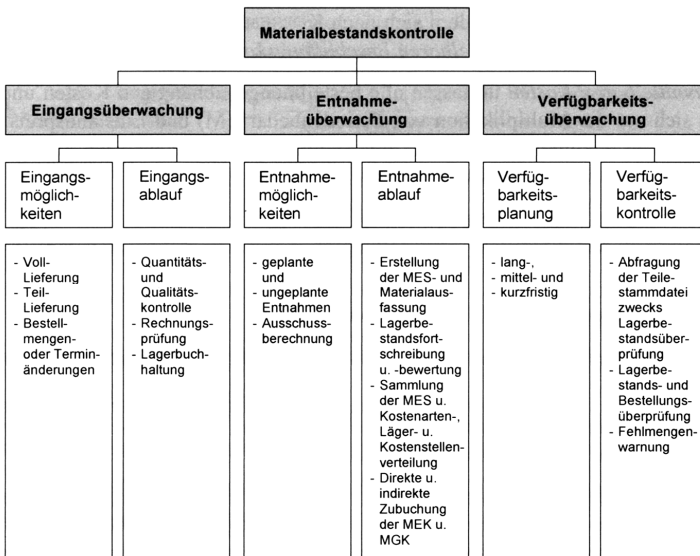 Materialbestandskontrolle
Eingangsüberwachung
Entnahme-
überwachung
Verfügbarkeits-
überwachung
Eingangs-
möglich-
keiten
Eingangs-
ablauf
Entnahme-
möglich-
keiten
Entnahme-
ablauf
Verfüg-
barkeits-
planung
Verfüg-
barkeits-
kontrolle
- Voll-
Lieferung
- Teil-
Lieferung
- Bestell-
mengen-
oder Termin-
änderungen
- Quantitäts-
und
Qualitäts-
kontrolle
- Rechnungs-
prüfung
- Lagerbuch-
haltung
- geplante
und
ungeplante
Entnahmen
- Ausschuss-
berechnung
- Erstellung
der MES- und
Materialaus-
fassung
- Lagerbe-
standsfort-
schreibung
u. -bewertung
- Sammlung
der MES u.
Kostenarten-,
Läger- u.
Kostenstellen-
verteilung
- Direkte u.
indirekte
Zubuchung
der MEK u.
MGK
- lang-,
- mittel- und
- kurzfristig
- Abfragung
der Teile-
stammdatei
zwecks
Lagerbe-
standsüber-
prüfung
- Lagerbe-
stands- und
Bestellungs-
überprüfung
- Fehlmengen-
warnung